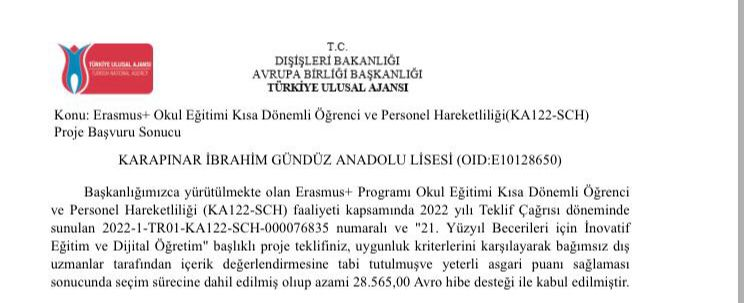 TÜRKİYE ULUSAL AJANSI
TURKISH NATIONAL AGENCY
T.C.
DIŞİŞLERİ BAKANLIĞI
AVRUPA BİRLİĞİ BAŞKANLIĞI
TÜRKİYE ULUSAL AJANSI
Konu: Erasmus+ Okul Eğitimi Kısa Dönemli Öğrenci ve Personel Hareketliliği(KA122-SCH)
Proje Başvuru Sonucu
KARAPINAR İBRAHİM GÜNDÜZ ANADOLU LİSESİ (OID:E10128650)
Başkanlığımızca yürütülmekte olan Erasmus+ Programı Okul Eğitimi Kısa Dönemli Öğrenci
ve Personel Hareketliliği (KA122-SCH) faaliyeti kapsamında 2022 yılı Teklif Çağrısı döneminde
sunulan 2022-1-TR01-KA122-SCH-000076835 numaralı ve "21. Yüzyıl Becerileri için İnovatif
Eğitim ve Dijital Öğretim" başlıklı proje teklifiniz, uygunluk kriterlerini karşılayarak bağımsız dış
uzmanlar tarafından içerik değerlendirmesine tabi tutulmuşve yeterli asgari puanı sağlaması
sonucunda seçim sürecine dahil edilmiş olup azami 28.565,00 Avro hibe desteği ile kabul edilmiştir.